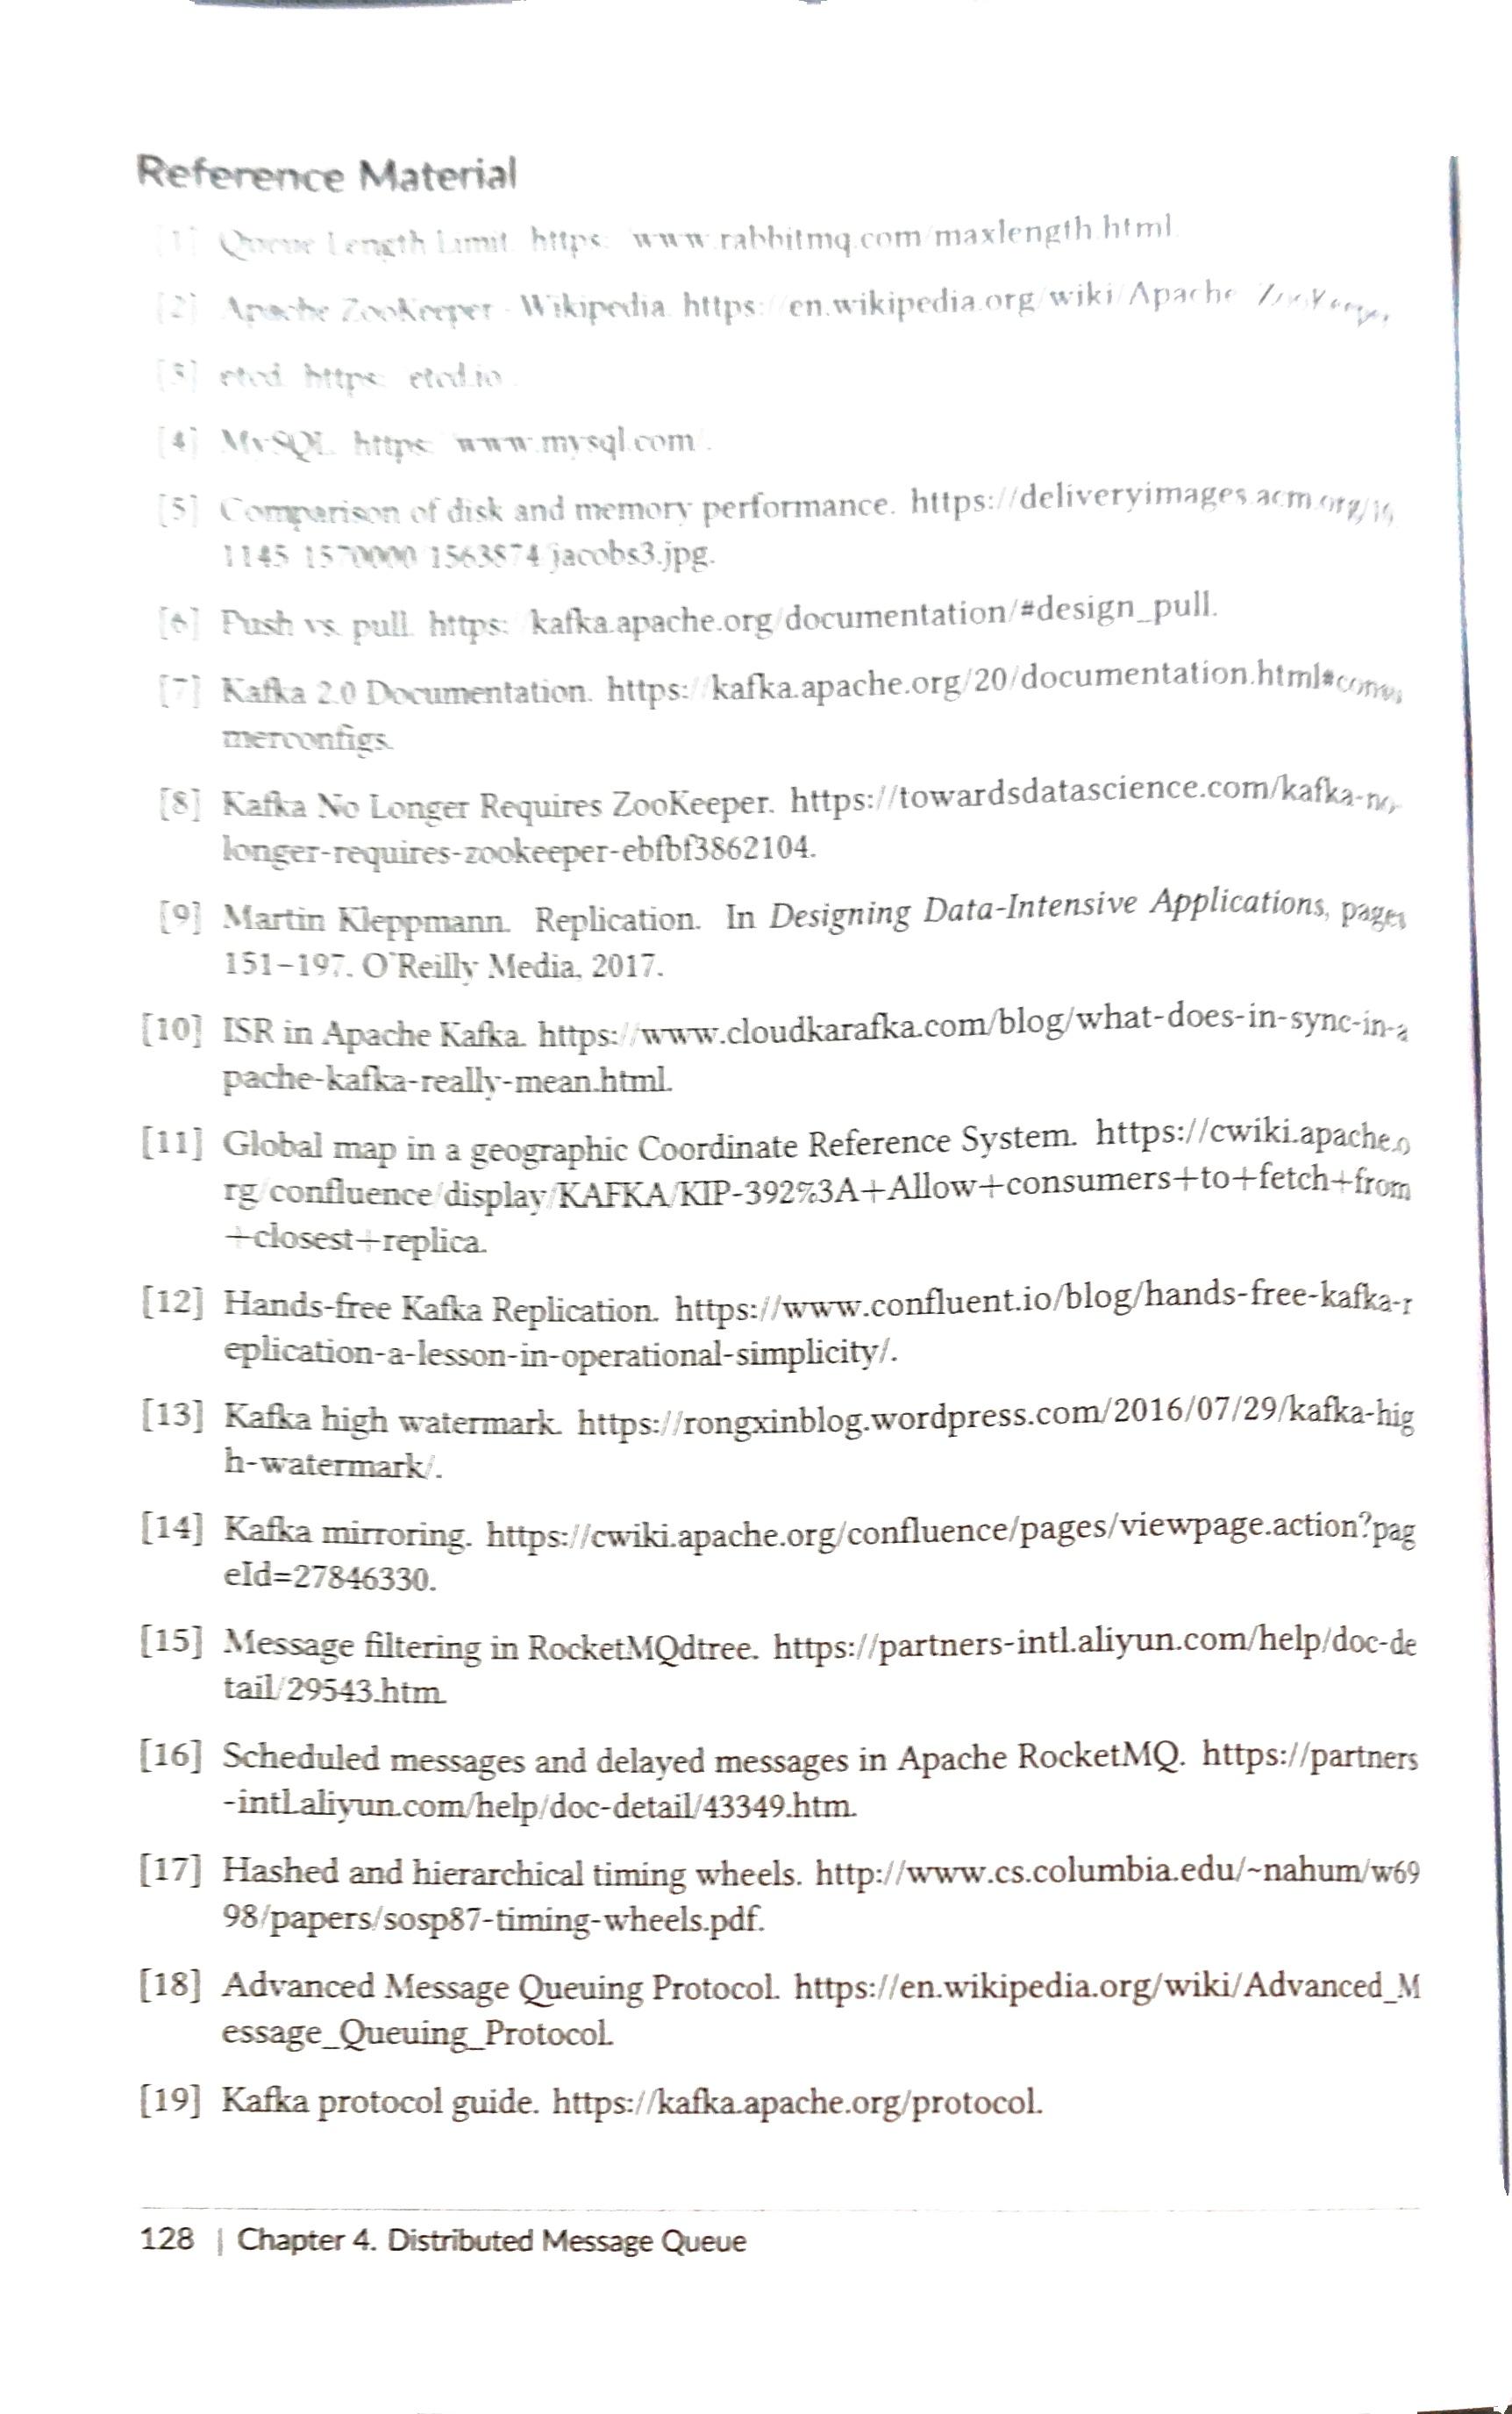 Reference Material
[1] Queue Length Limit. https://www.rabbitmq.com/maxlength.html.
[2] Apache ZooKeeper - Wikipedia. https://en.wikipedia.org/wiki/Apache_ZooKeeper.
[3] etcd. https://etcd.io/.
[4] MySQL. https://www.mysql.com/.
[5] Comparison of disk and memory performance. https://deliveryimages.acm.org/10.
1145/1570000/1563874/jacobs3.jpg.
[6] Push vs. pull. https://kafka.apache.org/documentation/#design_pull.
[7] Kafka 2.0 Documentation. https://kafka.apache.org/20/documentation.html#consu
merconfigs.
[8] Kafka No Longer Requires ZooKeeper. https://towardsdatascience.com/kafka-no-
longer-requires-zookeeper-ebfbf3862104.
[9] Martin Kleppmann. Replication. In Designing Data-Intensive Applications, pages
151–197. O'Reilly Media, 2017.
[10] ISR in Apache Kafka. https://www.cloudkarafka.com/blog/what-does-in-sync-in-a
pache-kafka-really-mean.html.
[11] Global map in a geographic Coordinate Reference System. https://cwiki.apache.o
rg/confluence/display/KAFKA/KIP-392%3A+Allow+consumers+to+fetch+from
+closest+replica.
[12] Hands-free Kafka Replication. https://www.confluent.io/blog/hands-free-kafka-r
eplication-a-lesson-in-operational-simplicity/.
[13] Kafka high watermark. https://rongxinblog.wordpress.com/2016/07/29/kafka-hig
h-watermark/.
[14] Kafka mirroring. https://cwiki.apache.org/confluence/pages/viewpage.action?pag
eId=27846330.
[15] Message filtering in RocketMQdtree. https://partners-intl.aliyun.com/help/doc-de
tail/29543.htm.
[16] Scheduled messages and delayed messages in Apache RocketMQ. https://partners
-intl.aliyun.com/help/doc-detail/43349.htm.
[17] Hashed and hierarchical timing wheels. http://www.cs.columbia.edu/~nahum/w69
98/papers/sosp87-timing-wheels.pdf.
[18] Advanced Message Queuing Protocol. https://en.wikipedia.org/wiki/Advanced_M
essage_Queuing_Protocol.
[19] Kafka protocol guide. https://kafka.apache.org/protocol.
128 | Chapter 4. Distributed Message Queue